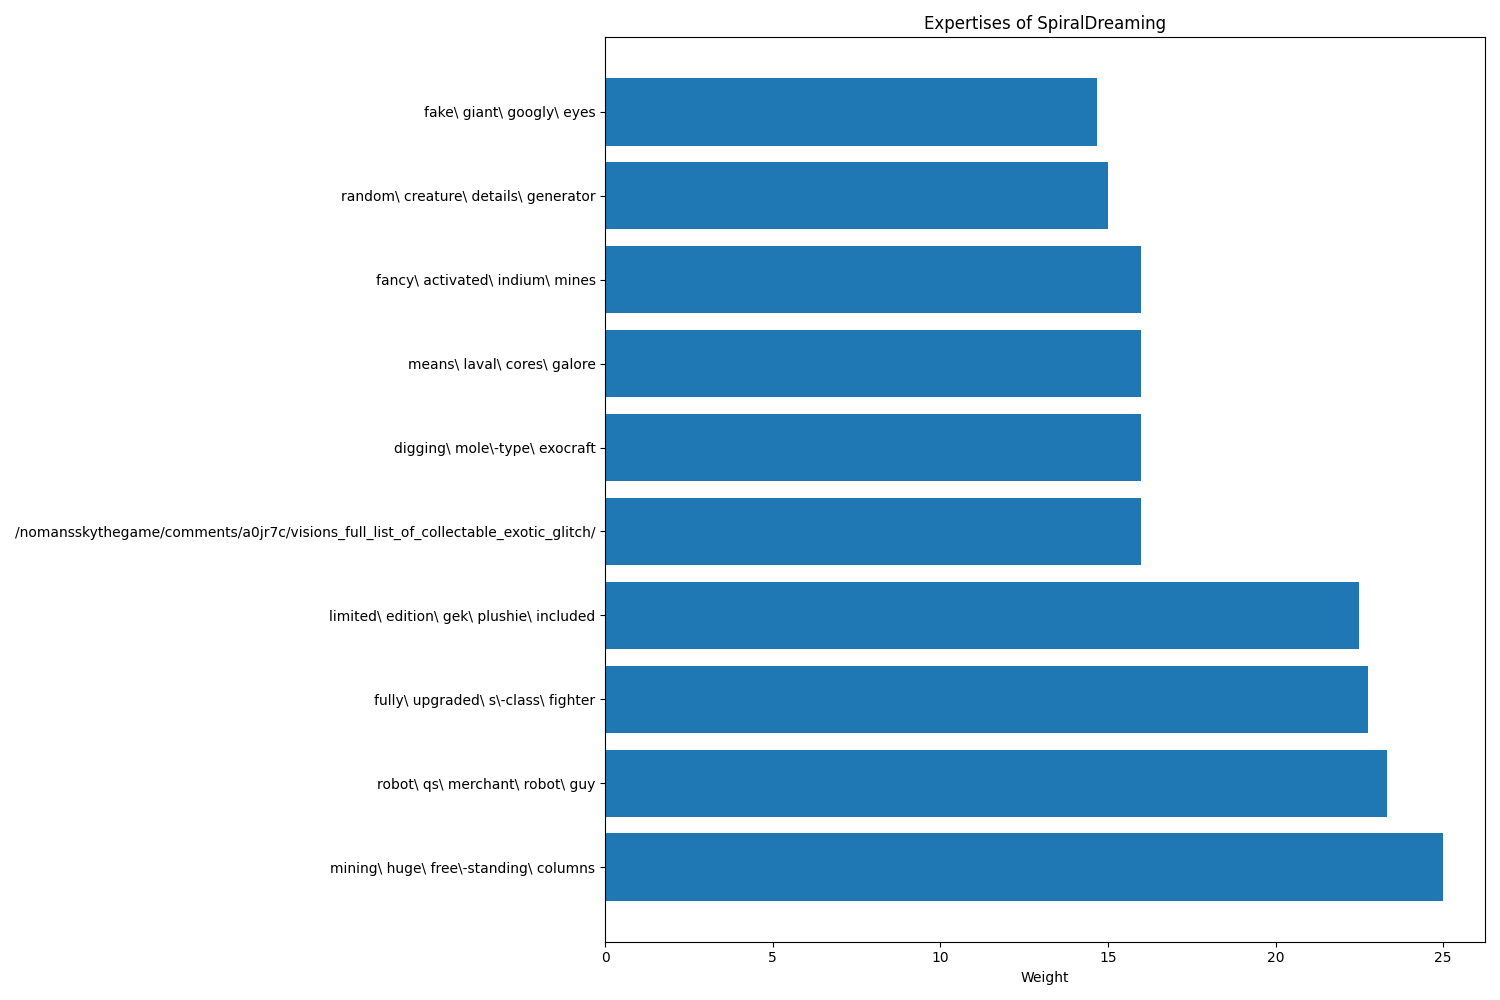 Expertises of SpiralDreaming
fake\ giant\ googly\ eyes
random\ creature\ details\ generator
fancy\ activated\ indium\ mines
means\ laval\ cores\ galore
digging\ mole\-type\ exocraft
/nomansskythegame/comments/a0jr7c/visions_full_list_of_collectable_exotic_glitch/
limited\ edition\ gek\ plushie\ included
fully\ upgraded\ s\-class\ fighter
robot\ qs\ merchant\ robot\ guy
mining\ huge\ free\-standing\ columns
0 5 10 15 20 25
Weight